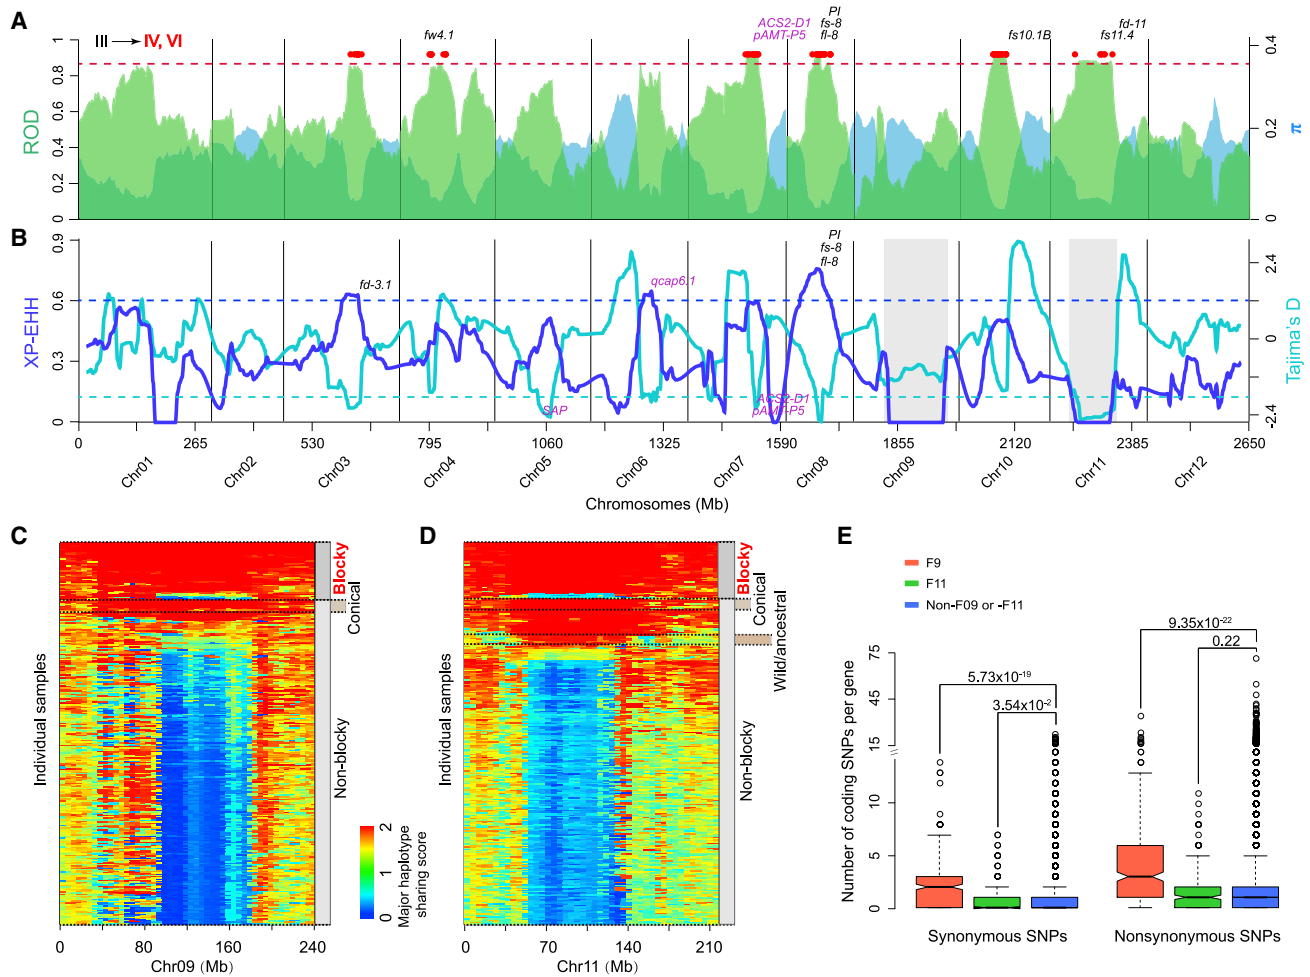 A
III → IV, VI
fw4.1
ACS2-D1
pAMT-P5
PI
fs-8
fl-8
fs10.1B
fd-11
fs11.4
ROD
1
0.8
0.6
0.4
0.2
0
π
0.4
0.2
0
B
XP-EHH
0.9
0.6
0.3
0
fd-3.1
SAP
qcap6.1
ACS2-D1
pAMT-P5
PI
fs-8
fl-8
Tajima's D
2.4
0
-2.4
0 265 530 795 1060 1325 1590 1855 2120 2385 2650
Chr01 Chr02 Chr03 Chr04 Chr05 Chr06 Chr07 Chr08 Chr09 Chr10 Chr11 Chr12
Chromosomes (Mb)
C
Individual samples
Blocky
Conical
Non-blocky
0 80 160 240
Chr09 (Mb)
2
1
0
Major haplotype
sharing score
D
Individual samples
Blocky
Conical
Wild/ancestral
Non-blocky
0 70 140 210
Chr11 (Mb)
E
F9
F11
Non-F09 or -F11
Number of coding SNPs per gene
75
45
15
10
5
0
5.73x10-19
3.54x10-2
9.35x10-22
0.22
Synonymous SNPs
Nonsynonymous SNPs